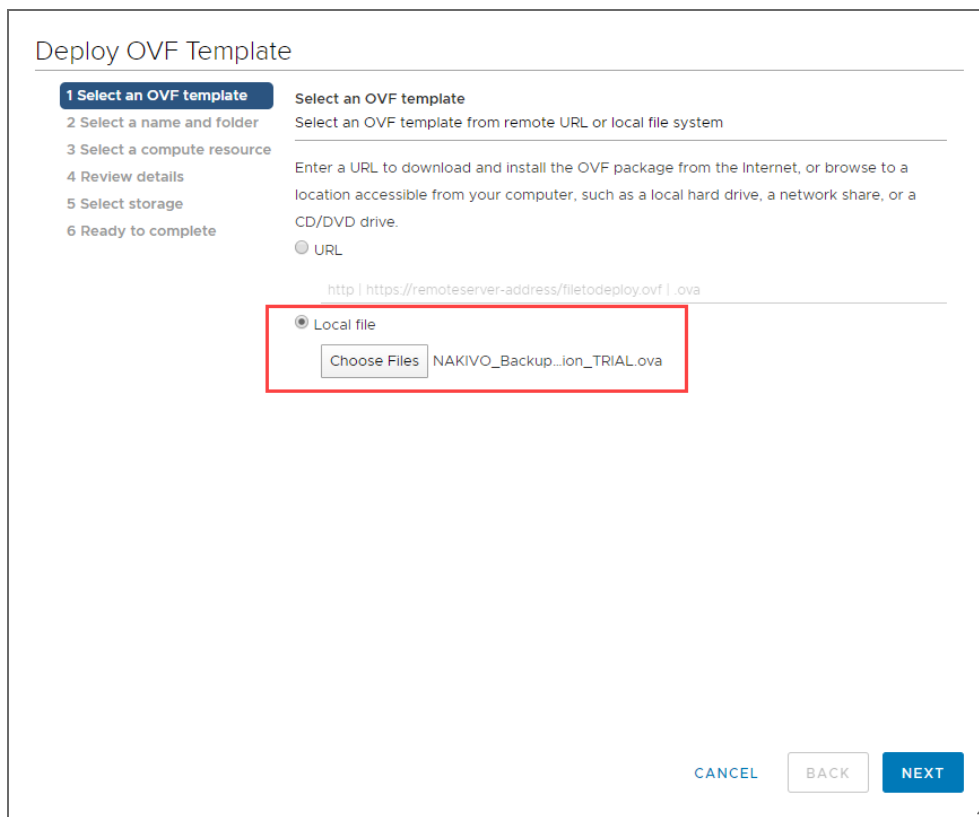 Deploy OVF Template
1 Select an OVF template
2 Select a name and folder
3 Select a compute resource
4 Review details
5 Select storage
6 Ready to complete
Select an OVF template
Select an OVF template from remote URL or local file system
Enter a URL to download and install the OVF package from the Internet, or browse to a
location accessible from your computer, such as a local hard drive, a network share, or a
CD/DVD drive.
URL
http | https://remoteserver-address/filetodeploy.ovf | .ova
Local file
Choose Files NAKIVO_Backup...ion_TRIAL.ova
CANCEL BACK NEXT